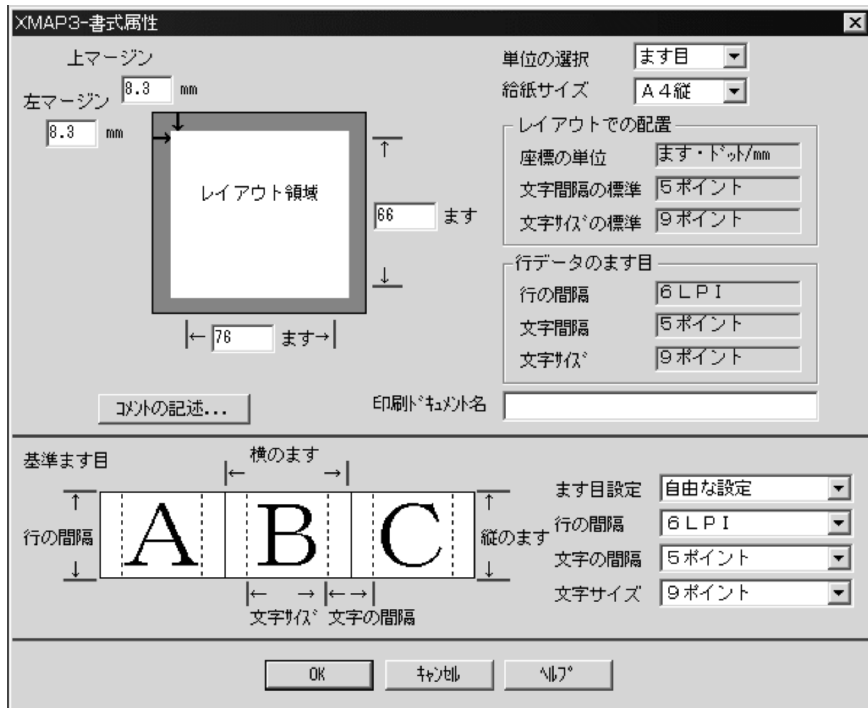 XMAP3-書式属性
上マージン
8.3 mm
左マージン
8.3 mm
レイアウト領域
66 ます
76 ます
単位の選択 ます目
給紙サイズ A4縦
レイアウトでの配置
座標の単位 ます・ドット/mm
文字間隔の標準 5ポイント
文字サイズの標準 9ポイント
行データのます目
行の間隔 6LPI
文字間隔 5ポイント
文字サイズ 9ポイント
コメントの記述...
印刷ドキュメント名
基準ます目
横のます
行の間隔
A B C
縦のます
文字サイズ 文字の間隔
ます目設定 自由な設定
行の間隔 6LPI
文字の間隔 5ポイント
文字サイズ 9ポイント
OK キャンセル ヘルプ